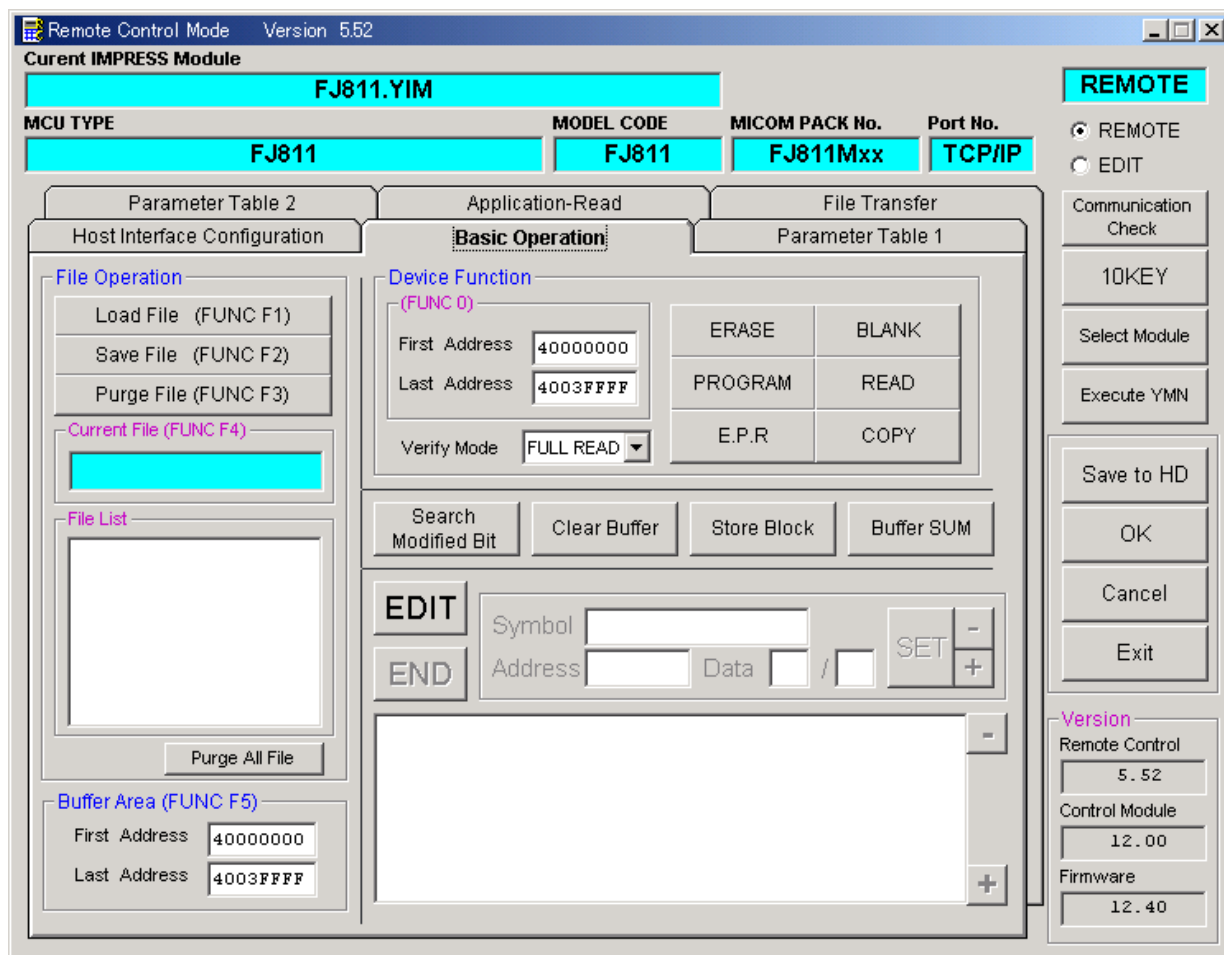 Remote Control Mode Version 5.52
Curent IMPRESS Module
FJ811.YIM
REMOTE
MCU TYPE MODEL CODE MICOM PACK No. Port No.
FJ811 FJ811 FJ811Mxx TCP/IP
REMOTE
EDIT
Parameter Table 2 Application-Read File Transfer
Host Interface Configuration Basic Operation Parameter Table 1
File Operation
Load File (FUNC F1)
Save File (FUNC F2)
Purge File (FUNC F3)
Current File (FUNC F4)
File List
Purge All File
Buffer Area (FUNC F5)
First Address 40000000
Last Address 4003FFFF
Device Function
(FUNC 0)
First Address 40000000
Last Address 4003FFFF
Verify Mode FULL READ
ERASE BLANK
PROGRAM READ
E.P.R COPY
Search Modified Bit Clear Buffer Store Block Buffer SUM
EDIT
END
Symbol
Address Data /
SET
-
+
-
+
Communication Check
10KEY
Select Module
Execute YMN
Save to HD
OK
Cancel
Exit
Version
Remote Control
5.52
Control Module
12.00
Firmware
12.40